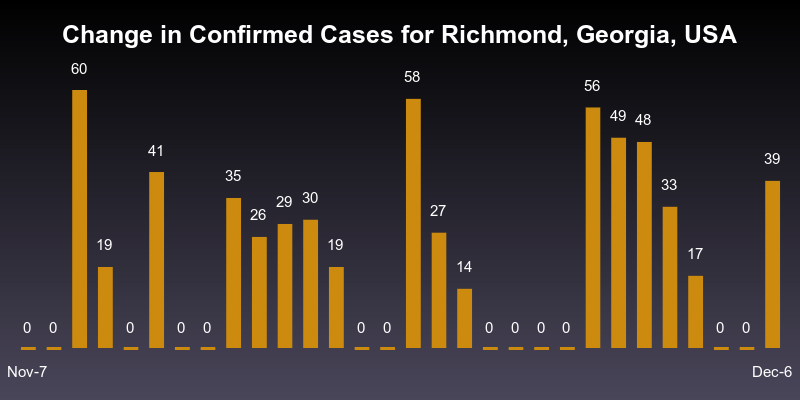 Change in Confirmed Cases for Richmond, Georgia, USA
0 0 60 19 0 41 0 0 35 26 29 30 19 0 0 58 27 14 0 0 0 0 56 49 48 33 17 0 0 39
Nov-7 Dec-6